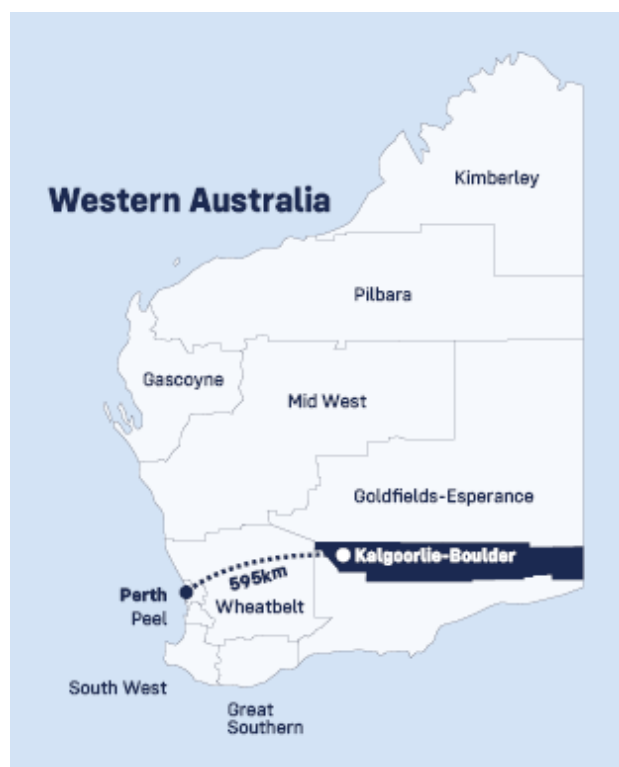 Kimberley
Western Australia
Pilbara
Gascoyne
Mid West
Goldfields-Esperance
Kalgoorlie-Boulder
595km
Perth
Wheatbelt
Peel
South West
Great
Southern